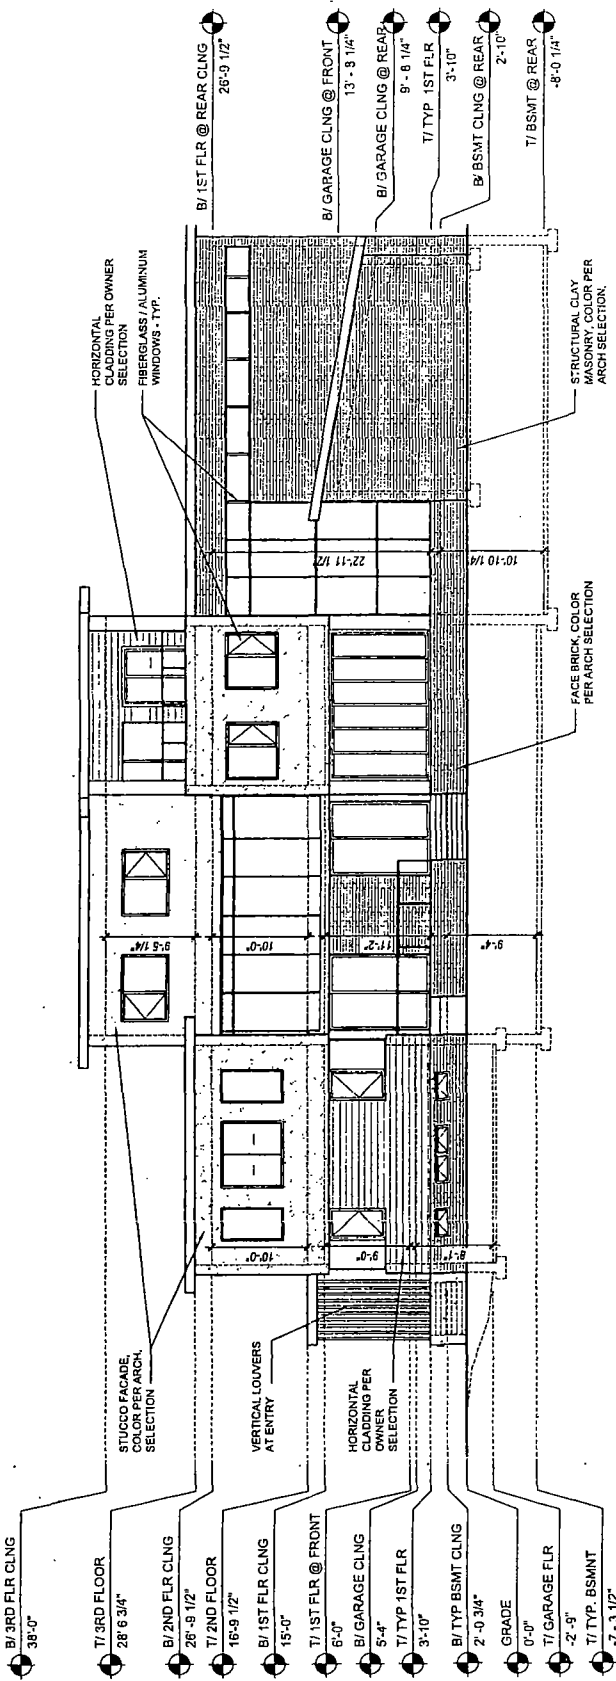 B/ 3RD FLR CLNG
38'-0"
T/ 3RD FLOOR
28' 6 3/4"
B/ 2ND FLR CLNG
26'-9 1/2"
T/ 2ND FLOOR
16'-9 1/2"
B/ 1ST FLR CLNG
15'-0"
T/ 1ST FLR @ FRONT
6'-0"
B/ GARAGE CLNG
5'-4"
T/ TYP 1ST FLR
3'-10"
B/ TYP BSMT CLNG
2'-0 3/4"
GRADE
0'-0"
T/ GARAGE FLR
-2'-9"
T/ TYP. BSMNT
-7'-3 1/2"
STUCCO FACADE,
COLOR PER ARCH.
SELECTION
VERTICAL LOUVERS
AT ENTRY
HORIZONTAL
CLADDING PER
OWNER
SELECTION
10'-0"
9'-0"
8'-1"
9'-5 1/4"
10'-0"
11'-2"
9'-4"
22'-11 1/2"
10'-10 1/4"
HORIZONTAL
CLADDING PER OWNER
SELECTION
FIBERGLASS / ALUMINUM
WINDOWS - TYP.
FACE BRICK, COLOR
PER ARCH SELECTION
STRUCTURAL CLAY
MASONRY, COLOR PER
ARCH SELECTION,
B/ 1ST FLR @ REAR CLNG
26'-9 1/2"
B/ GARAGE CLNG @ FRONT
13'-8 1/4"
B/ GARAGE CLNG @ REAR
9'-8 1/4"
T/ TYP 1ST FLR
3'-10"
B/ BSMT CLNG @ REAR
2'-10"
T/ BSMT @ REAR
-8'-0 1/4"